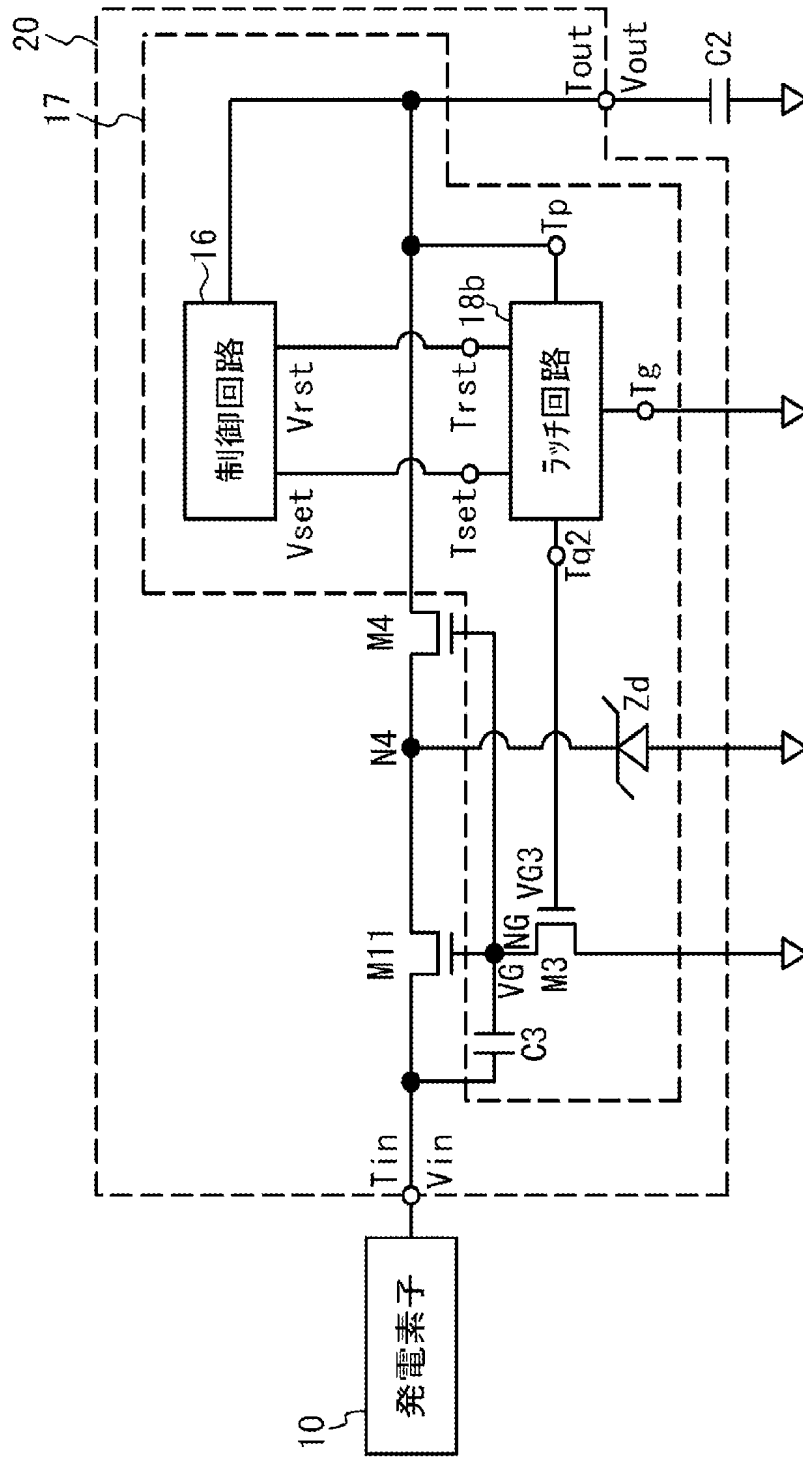 20
17
16
制御回路
Vset
Vrst
Tout
Vout
C2
Tin
Vin
10
発電素子
M11
N4
M4
Tset
Trst
18b
Tp
ラッチ回路
Tq2
Tg
C3
VG
NG
M3
VG3
Zd